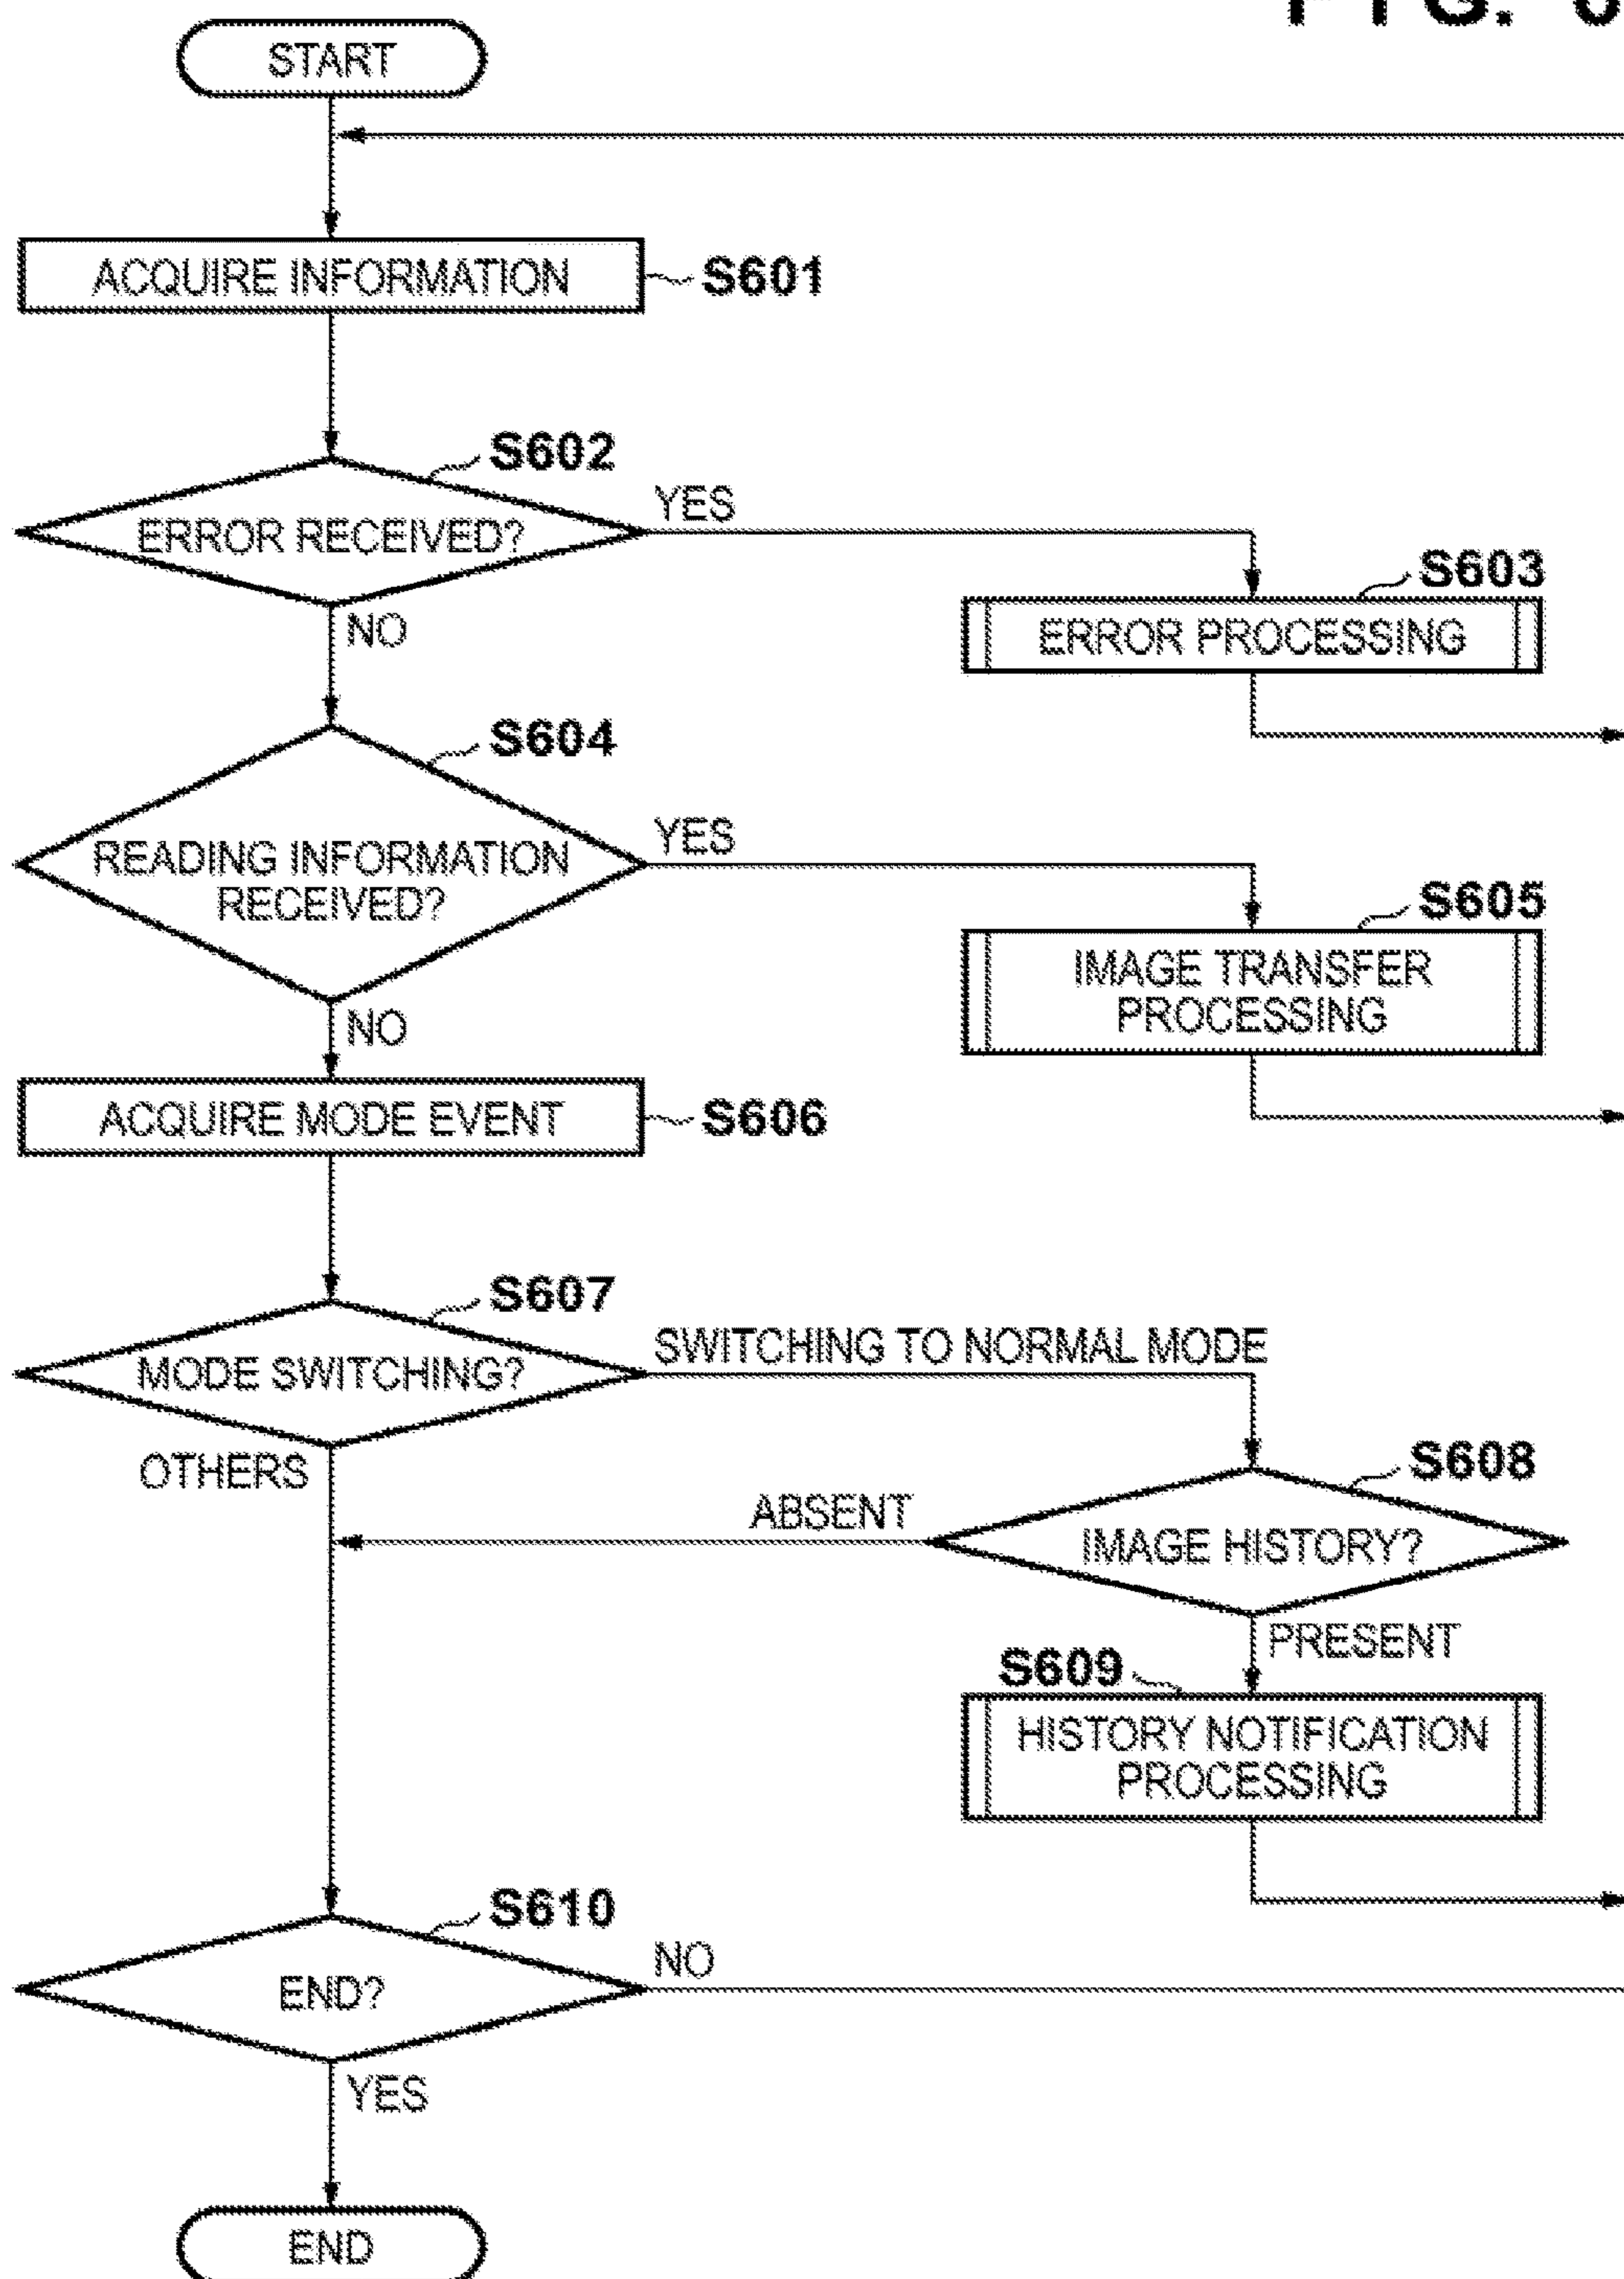 FIG. 6
START
ACQUIRE INFORMATION
S601
S602
ERROR RECEIVED?
YES
NO
S603
ERROR PROCESSING
S604
READING INFORMATION
RECEIVED?
YES
NO
S605
IMAGE TRANSFER
PROCESSING
ACQUIRE MODE EVENT
S606
S607
MODE SWITCHING?
SWITCHING TO NORMAL MODE
OTHERS
S608
IMAGE HISTORY?
ABSENT
PRESENT
S609
HISTORY NOTIFICATION
PROCESSING
S610
END?
NO
YES
END